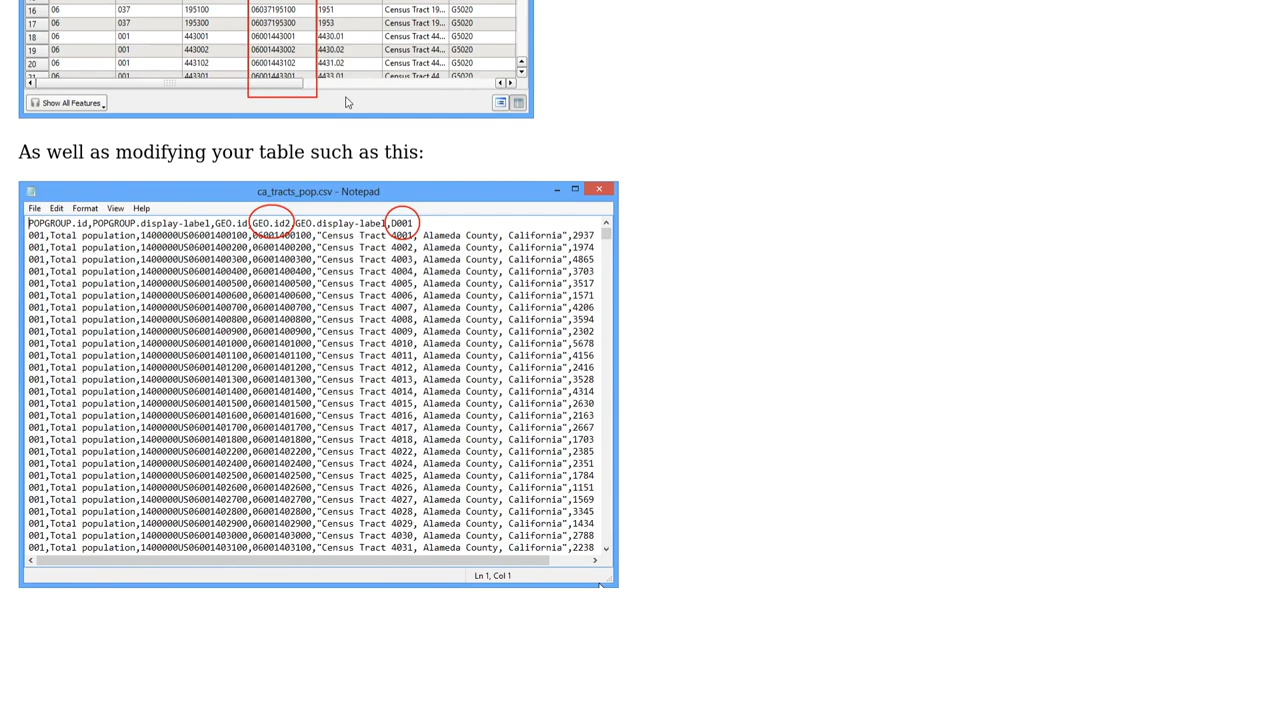 16 06 037 195100 06037195100 1951 Census Tract 19... G5020
17 06 037 195300 06037195300 1953 Census Tract 19... G5020
18 06 001 443001 06001443001 4430.01 Census Tract 44... G5020
19 06 001 443002 06001443002 4430.02 Census Tract 44... G5020
20 06 001 443102 06001443102 4431.02 Census Tract 44... G5020
21 06 001 443301 06001443301 4433.01 Census Tract 44... G5020
Show All Features
As well as modifying your table such as this:
ca_tracts_pop.csv - Notepad
File Edit Format View Help
POPGROUP.id,POPGROUP.display-label,GEO.id,GEO.id2,GEO.display-label,D001
001,Total population,1400000US06001400100,06001400100,"Census Tract 4001, Alameda County, California",2937
001,Total population,1400000US06001400200,06001400200,"Census Tract 4002, Alameda County, California",1974
001,Total population,1400000US06001400300,06001400300,"Census Tract 4003, Alameda County, California",4865
001,Total population,1400000US06001400400,06001400400,"Census Tract 4004, Alameda County, California",3703
001,Total population,1400000US06001400500,06001400500,"Census Tract 4005, Alameda County, California",3517
001,Total population,1400000US06001400600,06001400600,"Census Tract 4006, Alameda County, California",1571
001,Total population,1400000US06001400700,06001400700,"Census Tract 4007, Alameda County, California",4206
001,Total population,1400000US06001400800,06001400800,"Census Tract 4008, Alameda County, California",3594
001,Total population,1400000US06001400900,06001400900,"Census Tract 4009, Alameda County, California",2302
001,Total population,1400000US06001401000,06001401000,"Census Tract 4010, Alameda County, California",5678
001,Total population,1400000US06001401100,06001401100,"Census Tract 4011, Alameda County, California",4156
001,Total population,1400000US06001401200,06001401200,"Census Tract 4012, Alameda County, California",2416
001,Total population,1400000US06001401300,06001401300,"Census Tract 4013, Alameda County, California",3528
001,Total population,1400000US06001401400,06001401400,"Census Tract 4014, Alameda County, California",4314
001,Total population,1400000US06001401500,06001401500,"Census Tract 4015, Alameda County, California",2630
001,Total population,1400000US06001401600,06001401600,"Census Tract 4016, Alameda County, California",2163
001,Total population,1400000US06001401700,06001401700,"Census Tract 4017, Alameda County, California",2667
001,Total population,1400000US06001401800,06001401800,"Census Tract 4018, Alameda County, California",1703
001,Total population,1400000US06001402200,06001402200,"Census Tract 4022, Alameda County, California",2385
001,Total population,1400000US06001402400,06001402400,"Census Tract 4024, Alameda County, California",2351
001,Total population,1400000US06001402500,06001402500,"Census Tract 4025, Alameda County, California",1784
001,Total population,1400000US06001402600,06001402600,"Census Tract 4026, Alameda County, California",1151
001,Total population,1400000US06001402700,06001402700,"Census Tract 4027, Alameda County, California",1569
001,Total population,1400000US06001402800,06001402800,"Census Tract 4028, Alameda County, California",3345
001,Total population,1400000US06001402900,06001402900,"Census Tract 4029, Alameda County, California",1434
001,Total population,1400000US06001403000,06001403000,"Census Tract 4030, Alameda County, California",2788
001,Total population,1400000US06001403100,06001403100,"Census Tract 4031, Alameda County, California",2238
Ln 1, Col 1